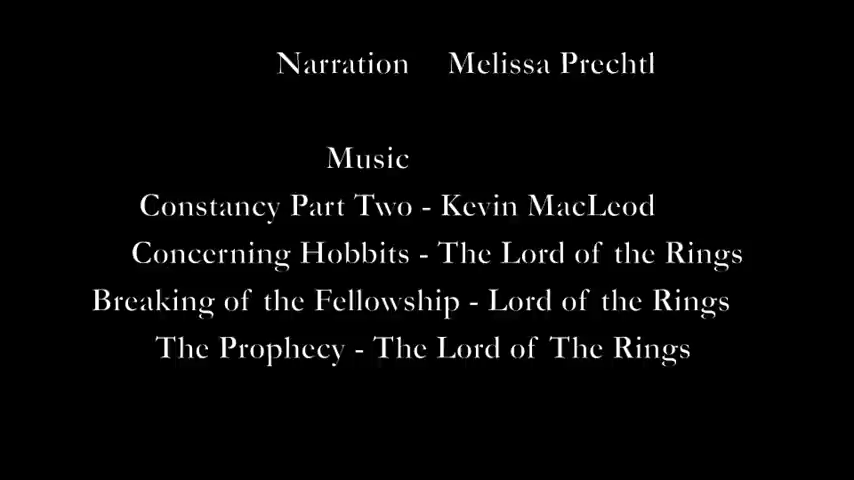 Narration Melissa Prechtl
Music
Constancy Part Two - Kevin MacLeod
Concerning Hobbits - The Lord of the Rings
Breaking of the Fellowship - Lord of the Rings
The Prophecy - The Lord of The Rings